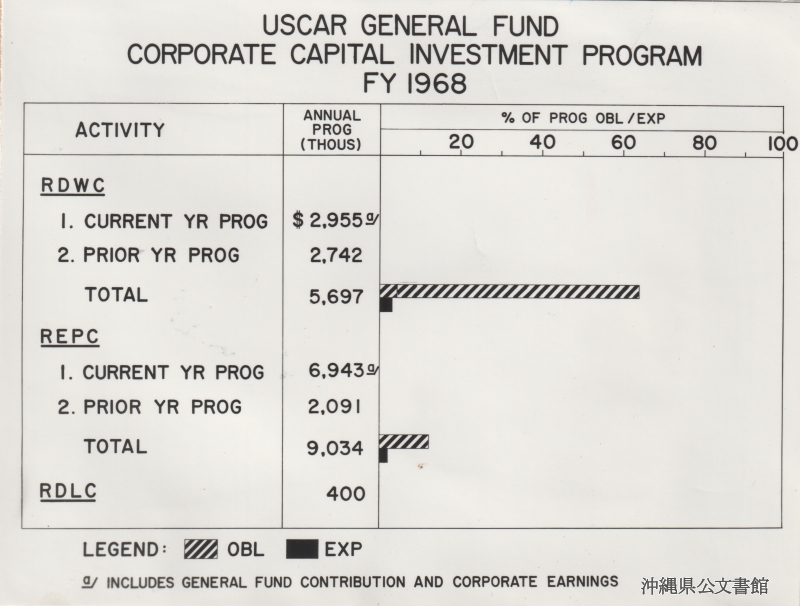 USCAR GENERAL FUND
CORPORATE CAPITAL INVESTMENT PROGRAM
FY 1968
ACTIVITY
ANNUAL
PROG
(THOUS)
% OF PROG OBL/EXP
20 40 60 80 100
RDWC
1. CURRENT YR PROG $2,955 a/
2. PRIOR YR PROG 2,742
TOTAL 5,697
REPC
1. CURRENT YR PROG 6,943 a/
2. PRIOR YR PROG 2,091
TOTAL 9,034
RDLC 400
LEGEND: OBL EXP
a/ INCLUDES GENERAL FUND CONTRIBUTION AND CORPORATE EARNINGS
沖縄県公文書館